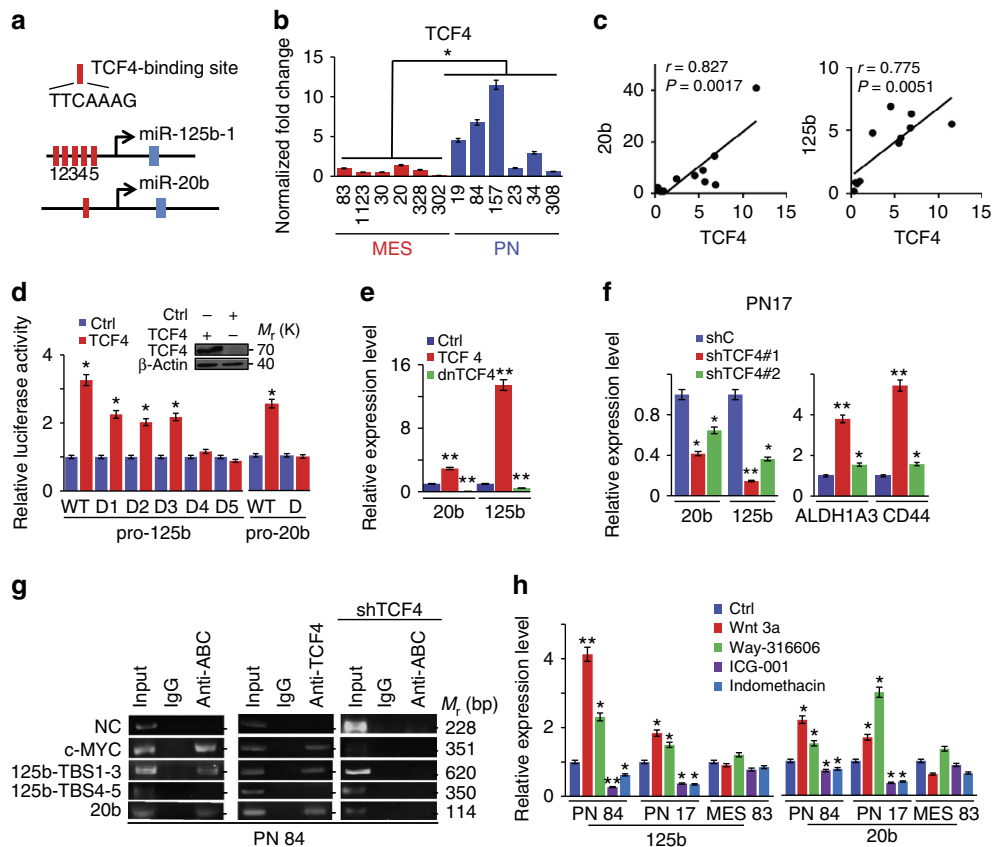 a
TCF4-binding site
TTCAAAG
miR-125b-1
12345
miR-20b
b
TCF4
*
Normalized fold change
15
10
5
0
83
1123
30
20
328
302
19
84
157
23
34
308
MES
PN
c
r = 0.827
P = 0.0017
20b
40
20
0
0
5
10
15
TCF4
r = 0.775
P = 0.0051
125b
10
5
0
0
5
10
15
TCF4
d
Ctrl
TCF4
Ctrl – +
TCF4 + –
Mr (K)
TCF4 70
β-Actin 40
Relative luciferase activity
4
2
0
* * * * *
WT D1 D2 D3 D4 D5 WT D
pro-125b pro-20b
e
Ctrl
TCF 4
dnTCF4
Relative expression level
16
12
8
4
0
** ** ** **
20b 125b
f
PN17
shC
shTCF4#1
shTCF4#2
Relative expression level
0.8
0.4
0
* * ** *
20b 125b
6
4
2
0
** * ** *
ALDH1A3 CD44
g
shTCF4
Input IgG Anti-ABC Input IgG Anti-TCF4 Input IgG Anti-ABC
Mr (bp)
NC 228
c-MYC 351
125b-TBS1-3 620
125b-TBS4-5 350
20b 114
PN 84
h
Ctrl
Wnt 3a
Way-316606
ICG-001
Indomethacin
Relative expression level
4
2
0
** * ** * * * * * * * * * * * * *
PN 84 PN 17 MES 83 PN 84 PN 17 MES 83
125b 20b